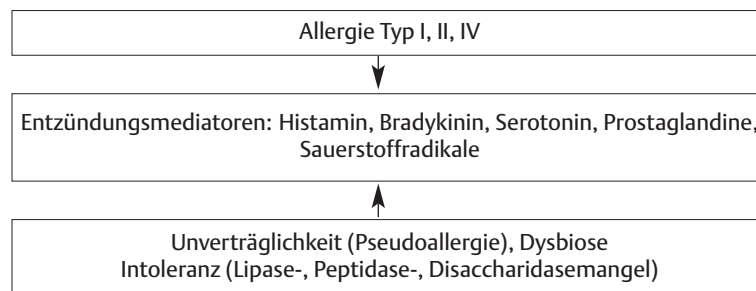 Allergie Typ I, II, IV
Entzündungsmediatoren: Histamin, Bradykinin, Serotonin, Prostaglandine,
Sauerstoffradikale
Unverträglichkeit (Pseudoallergie), Dysbiose
Intoleranz (Lipase-, Peptidase-, Disaccharidasemangel)